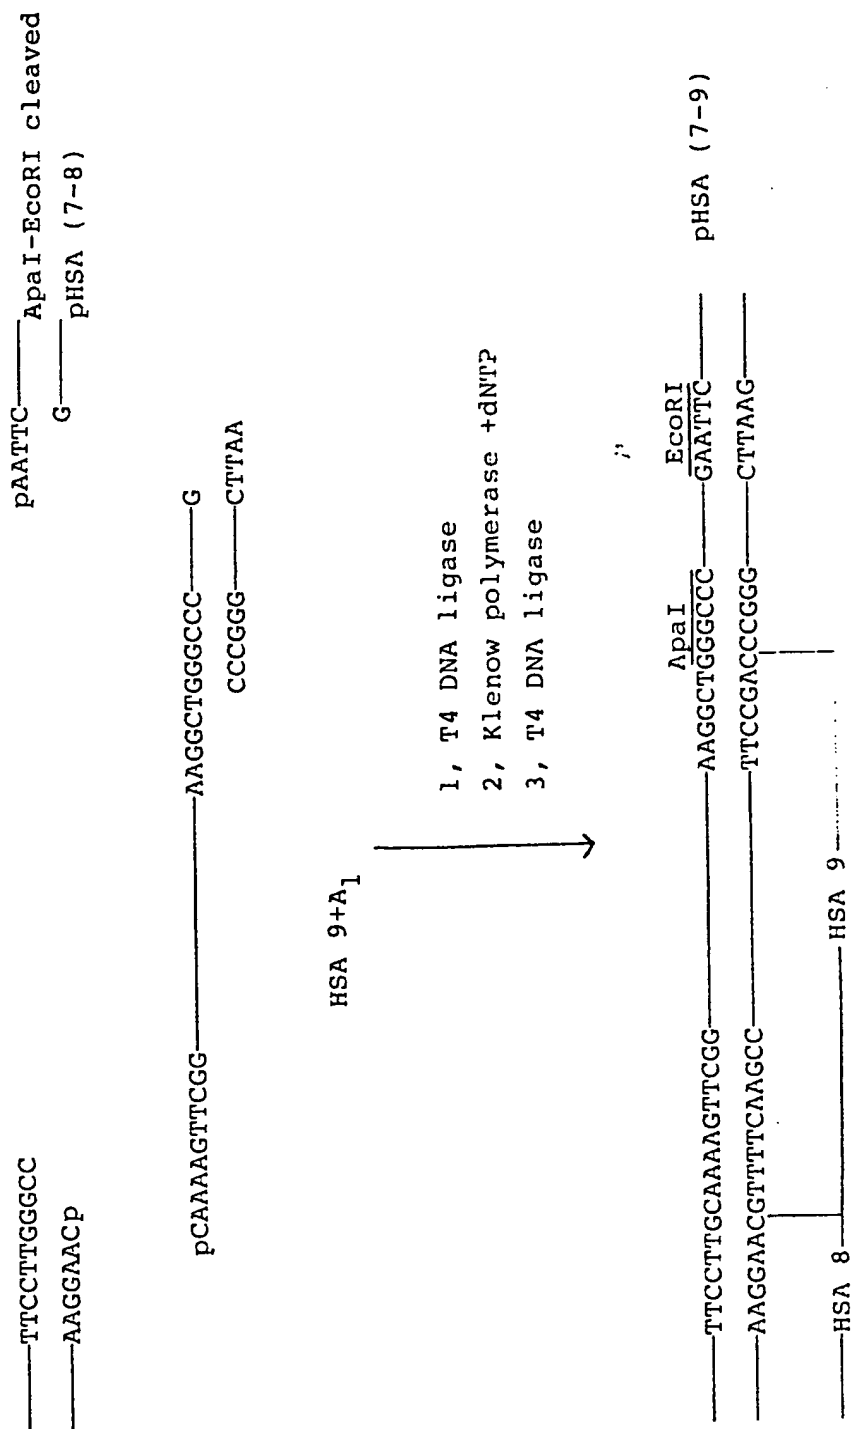 TTCCTTGGGCC pAATTC ApaI-EcoRI cleaved
AAGGAACp G pHSA (7-8)
pCAAAAGTTCGG AAGGCTGGGCCC G
CCCGGG CTTAA
HSA 9+A1
1, T4 DNA ligase
2, Klenow polymerase +dNTP
3, T4 DNA ligase
ApaI EcoRI
TTCCTTGCAAAAGTTCGG AAGGCTGGGCCC GAATTC pHSA (7-9)
AAGGAACGTTTTCAAGCC TTCCGACCCGGG CTTAAG
HSA 8 HSA 9